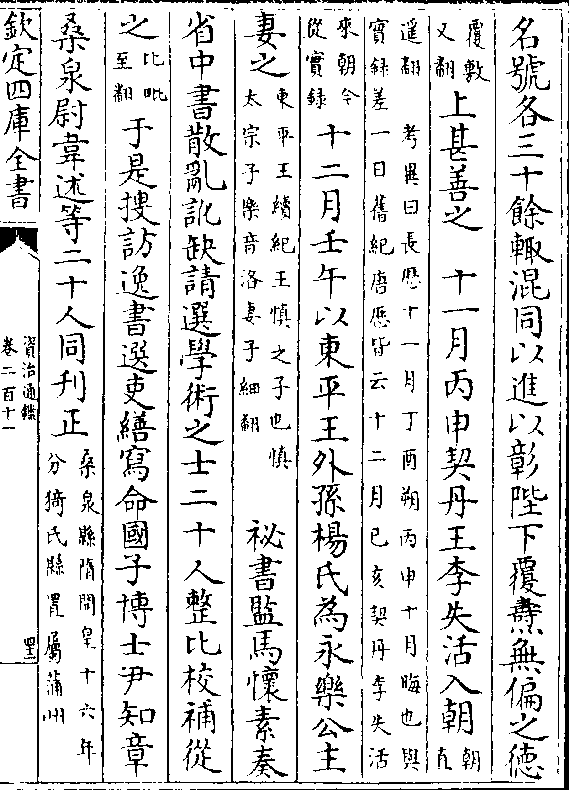 名號各三十餘輙混同以進以彰陛下覆燾無偏之徳
覆敷又翻上甚善之 十一月丙申契丹王李失活入朝朝直
遥翻 考異曰長厯十一月丁酉朔丙申十月晦也與實録差一日舊紀唐厯皆云十二月己亥契丹李失活
來朝今從實録十二月壬午以東平王外孫楊氏為永樂公主
妻之東平王續紀王慎之子也慎太宗子樂音洛妻子細翻 祕書監馬懷素奏
省中書散亂訛缺請選學術之士二十人整比校補從
之比毗至翻于是搜訪逸書選吏繕寫命國子博士尹知章
桑泉尉韋述等二十人同刊正桑泉縣隋開皇十六年分猗氏縣置屬蒲州
欽定四庫全書
資治通鑑
卷二百十一